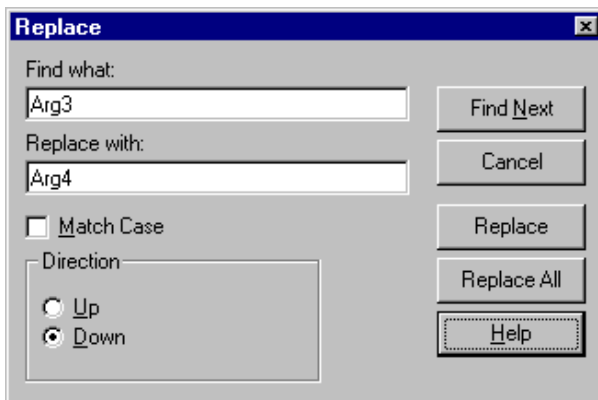 Replace
Find what:
Arg3
Find Next
Replace with:
Arg4
Cancel
Match Case
Replace
Direction
Replace All
Up
Down
Help